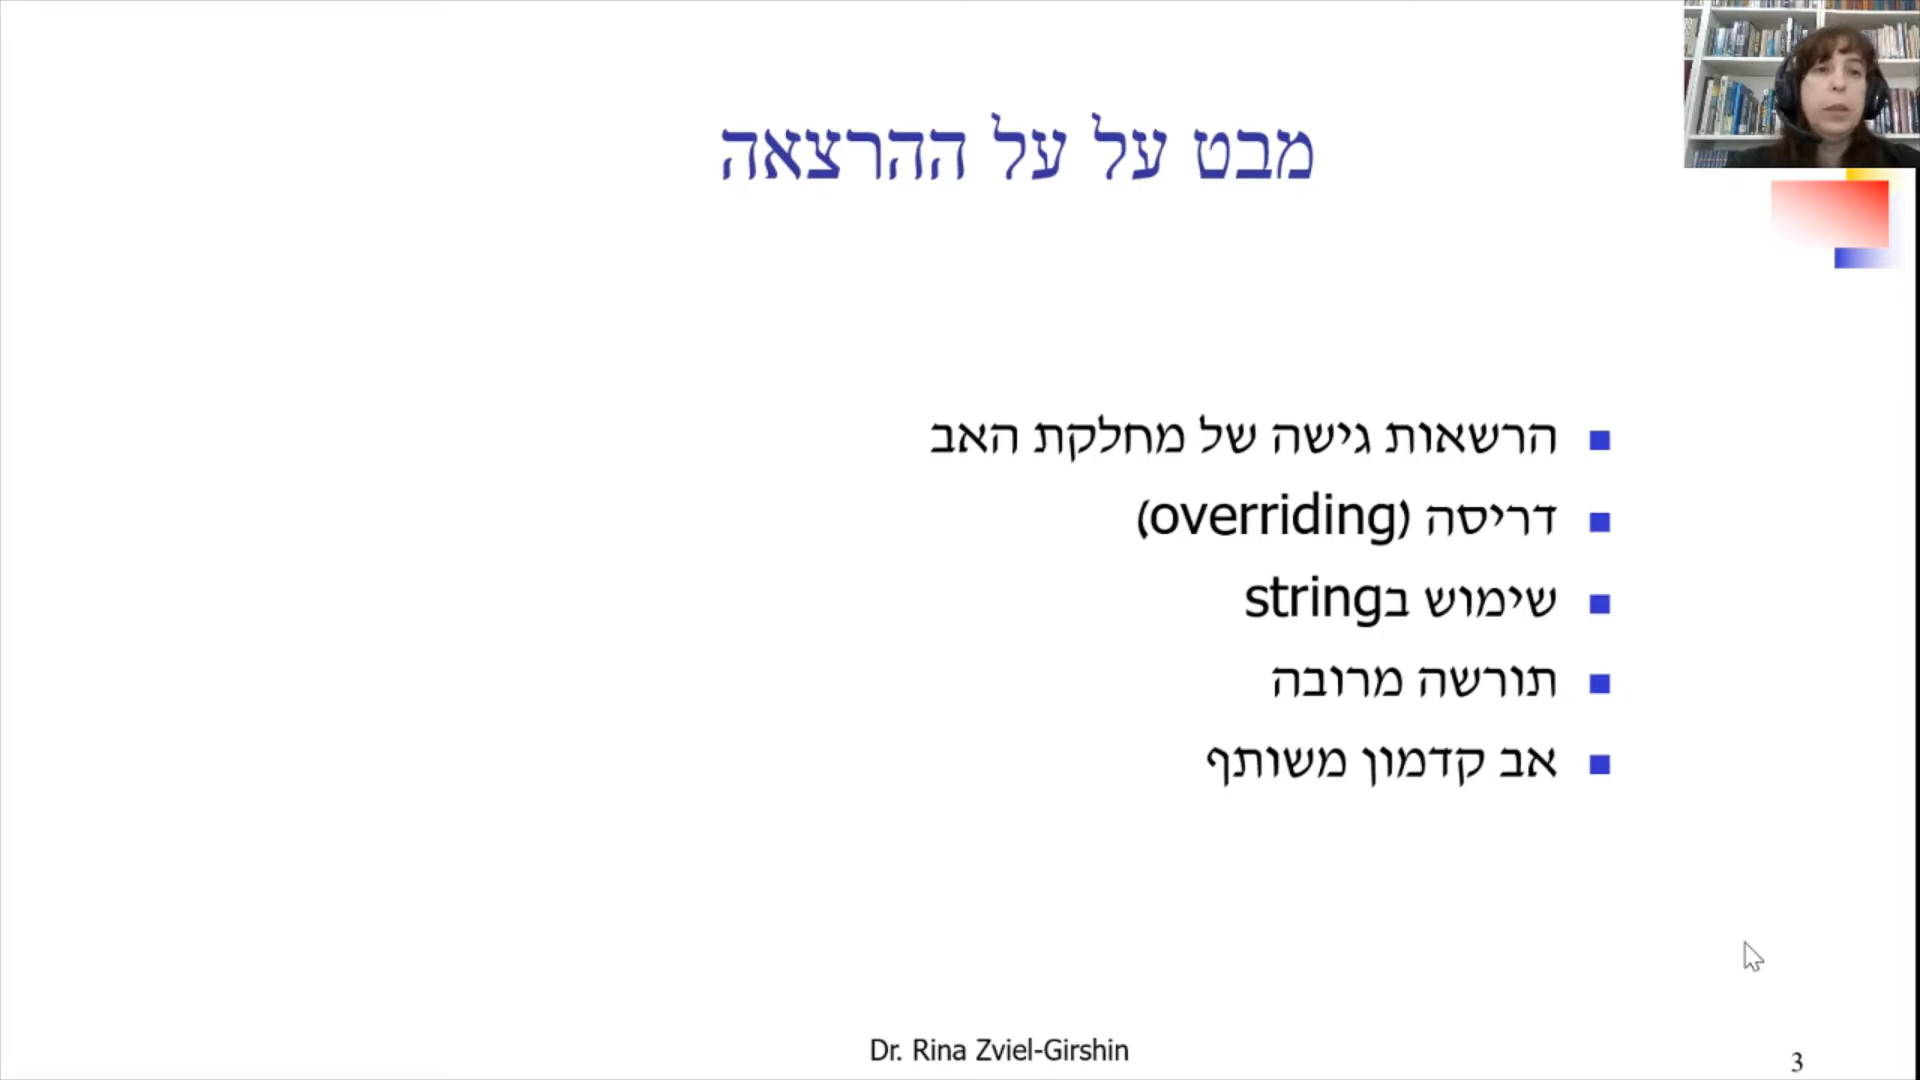 מבט על על ההרצאה
הרשאות גישה של מחלקת האב
דריסה (overriding)
שימוש בstring
תורשה מרובה
אב קדמון משותף
Dr. Rina Zviel-Girshin
3